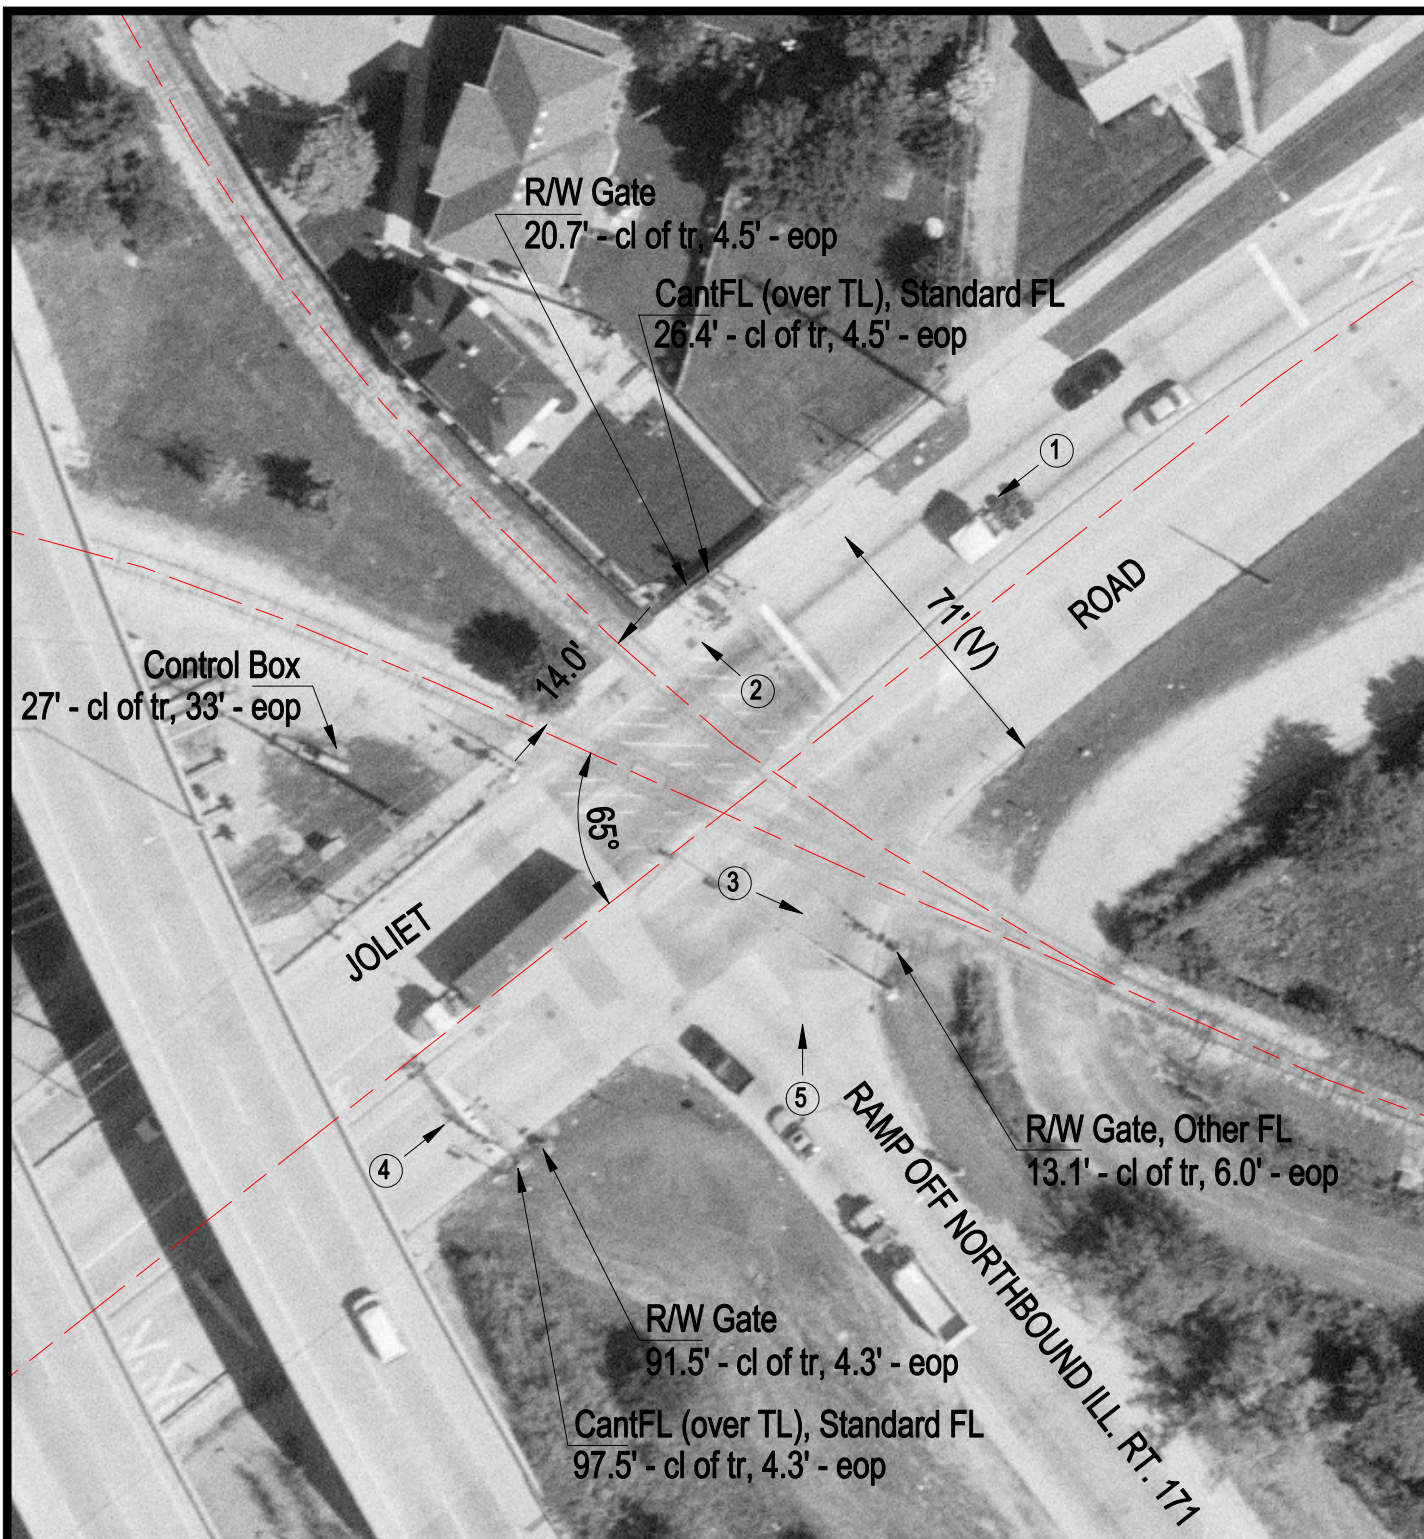 R/W Gate
20.7' - cl of tr, 4.5' - eop
CantFL (over TL), Standard FL
26.4' - cl of tr, 4.5' - eop
1
71' (V)
ROAD
14.0'
Control Box
27' - cl of tr, 33' - eop
2
65°
3
JOLIET
5
4
RAMP OFF NORTHBOUND ILL. RT. 171
R/W Gate, Other FL
13.1' - cl of tr, 6.0' - eop
R/W Gate
91.5' - cl of tr, 4.3' - eop
CantFL (over TL), Standard FL
97.5' - cl of tr, 4.3' - eop